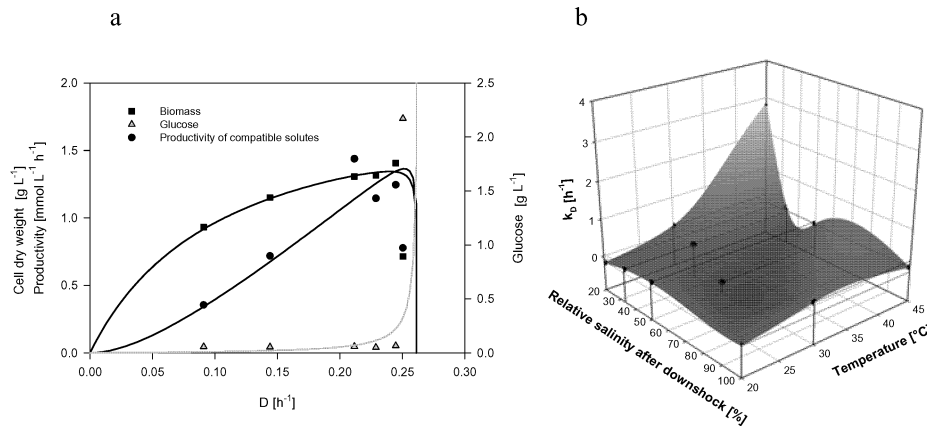 a
b
2.0
1.5
1.0
0.5
0.0
Cell dry weight [g L⁻¹]
Productivity [mmol L⁻¹ h⁻¹]
Biomass
Glucose
Productivity of compatible solutes
2.5
2.0
1.5
1.0
0.5
0.0
Glucose [g L⁻¹]
0.00 0.05 0.10 0.15 0.20 0.25 0.30
D [h⁻¹]
4
3
2
1
0
k_D [h⁻¹]
20 30 40 50 60 70 80 90 100
Relative salinity after downshock [%]
20 25 30 35 40 45
Temperature [°C]